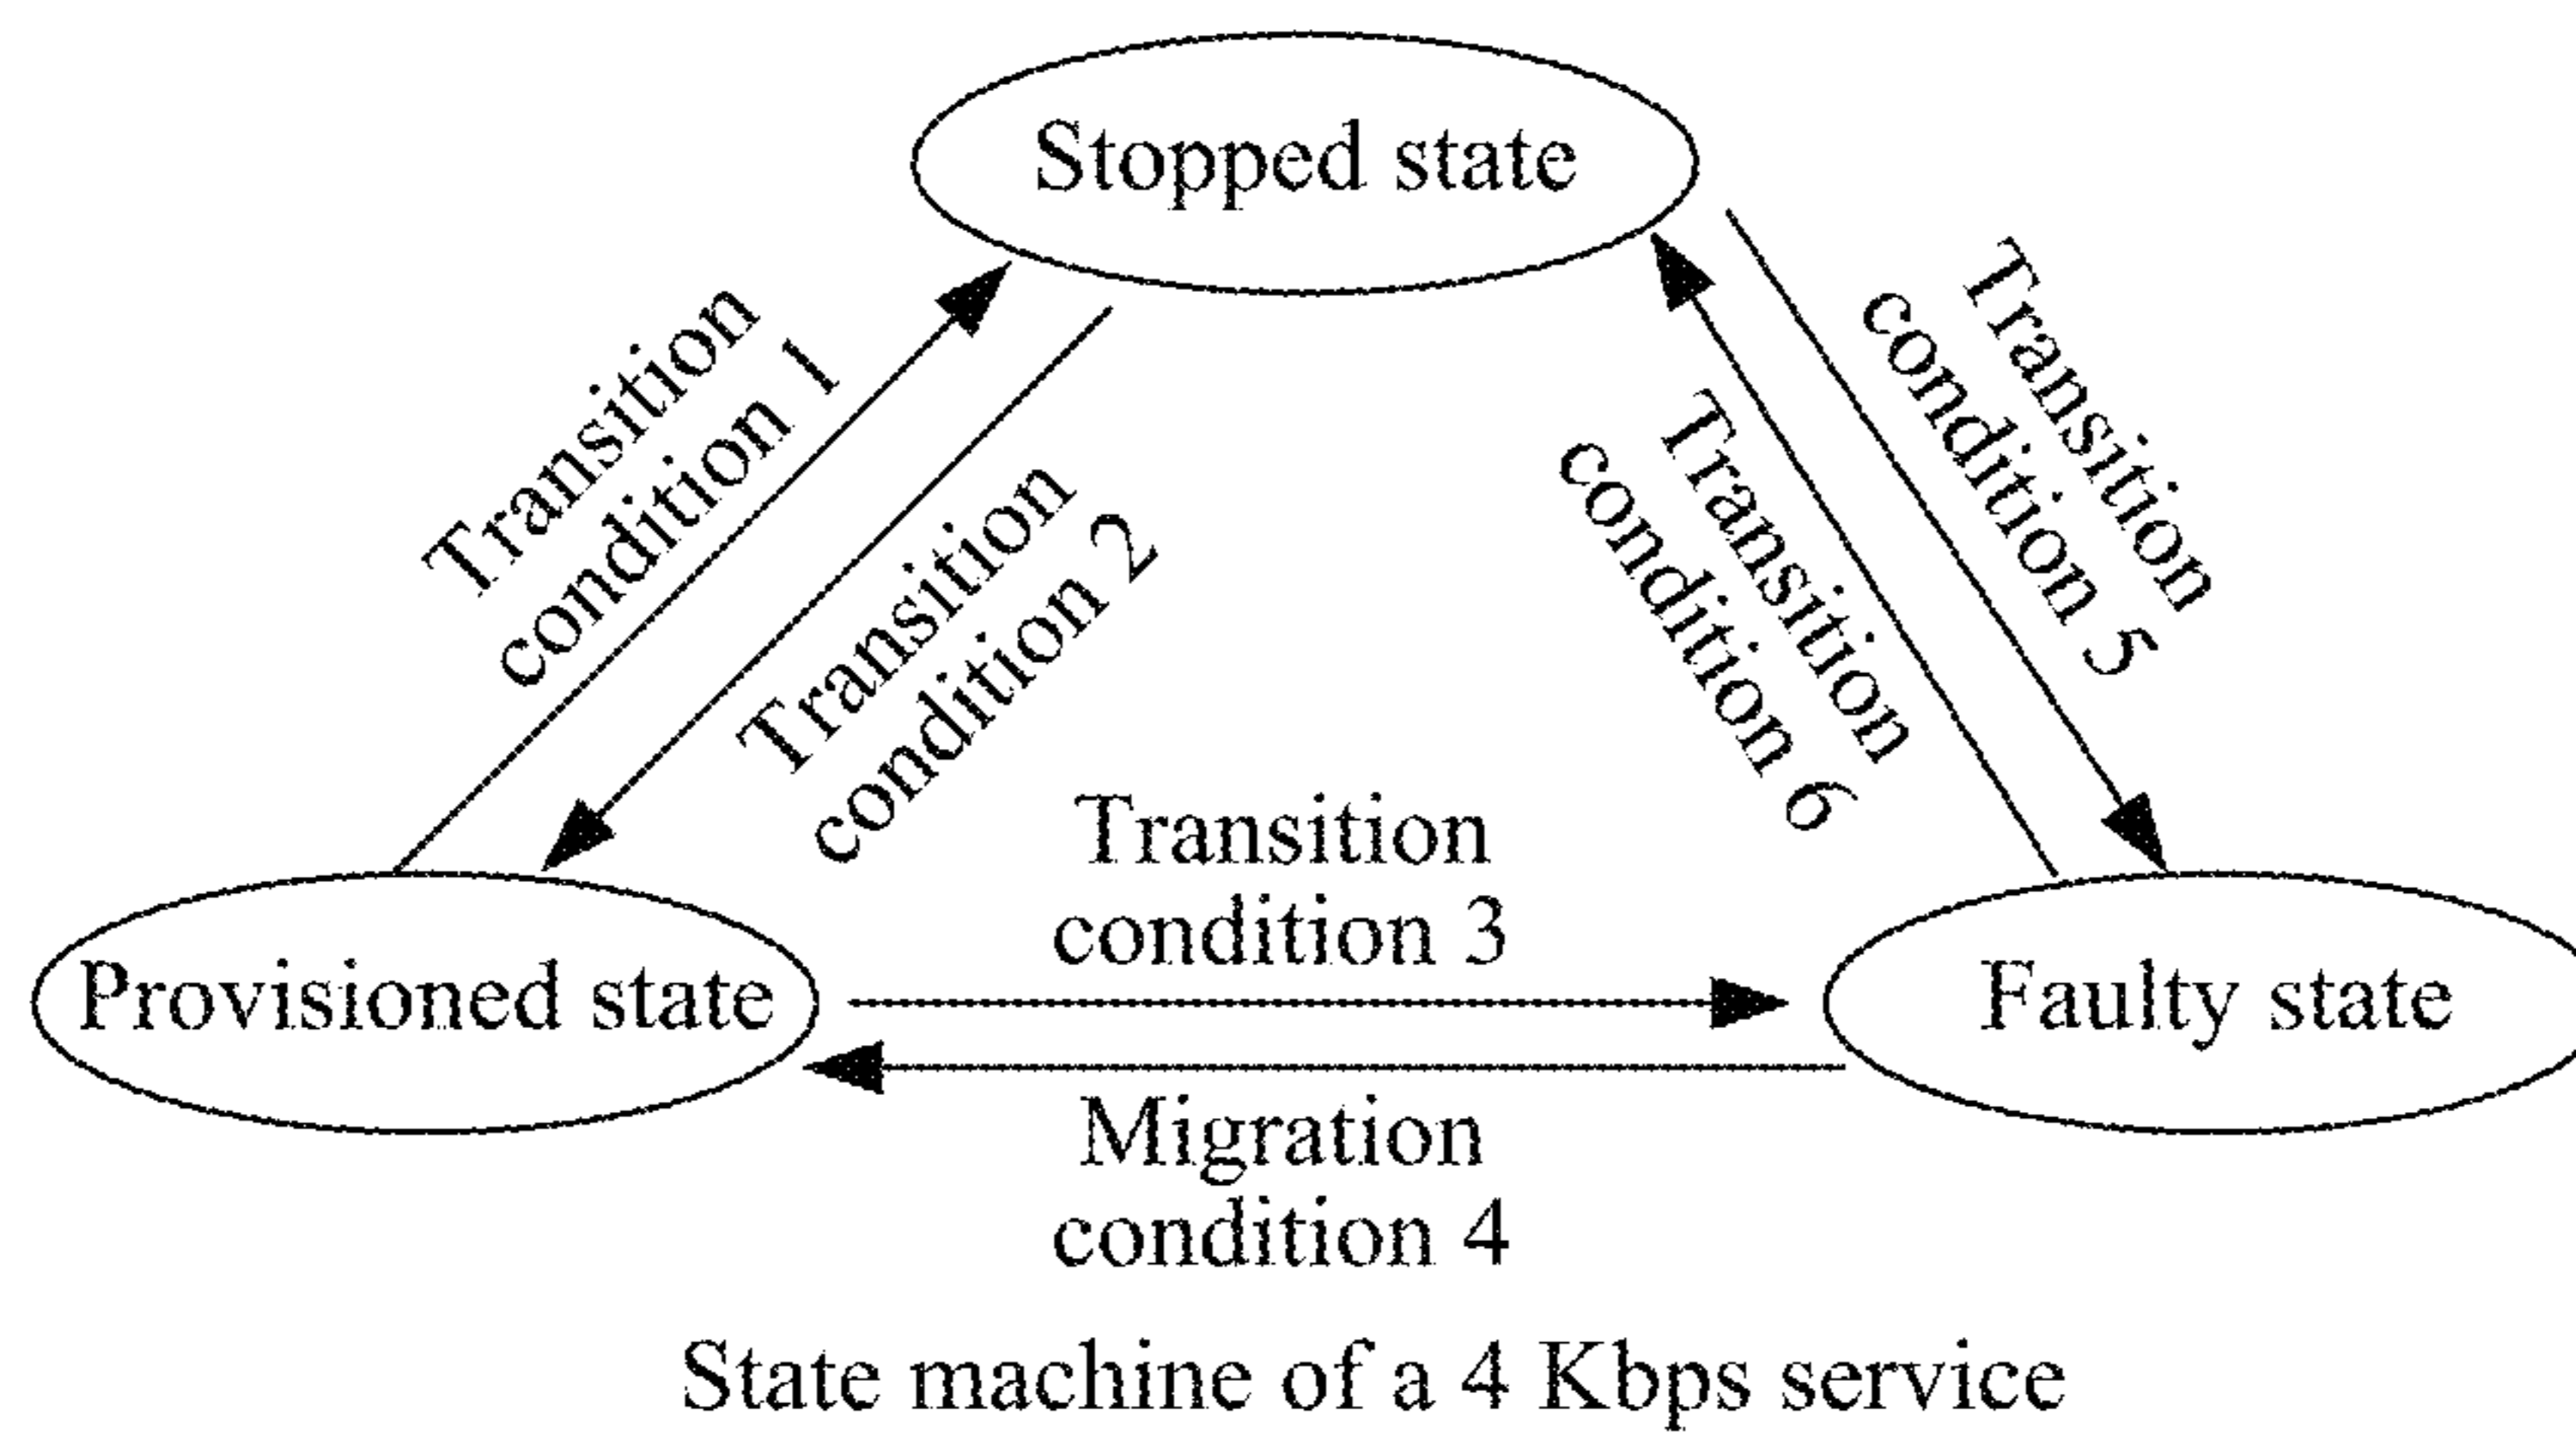 Stopped state
Transition
condition 1
Transition
condition 2
Transition
condition 5
Transition
condition 6
Transition
condition 3
Provisioned state
Faulty state
Migration
condition 4
State machine of a 4 Kbps service